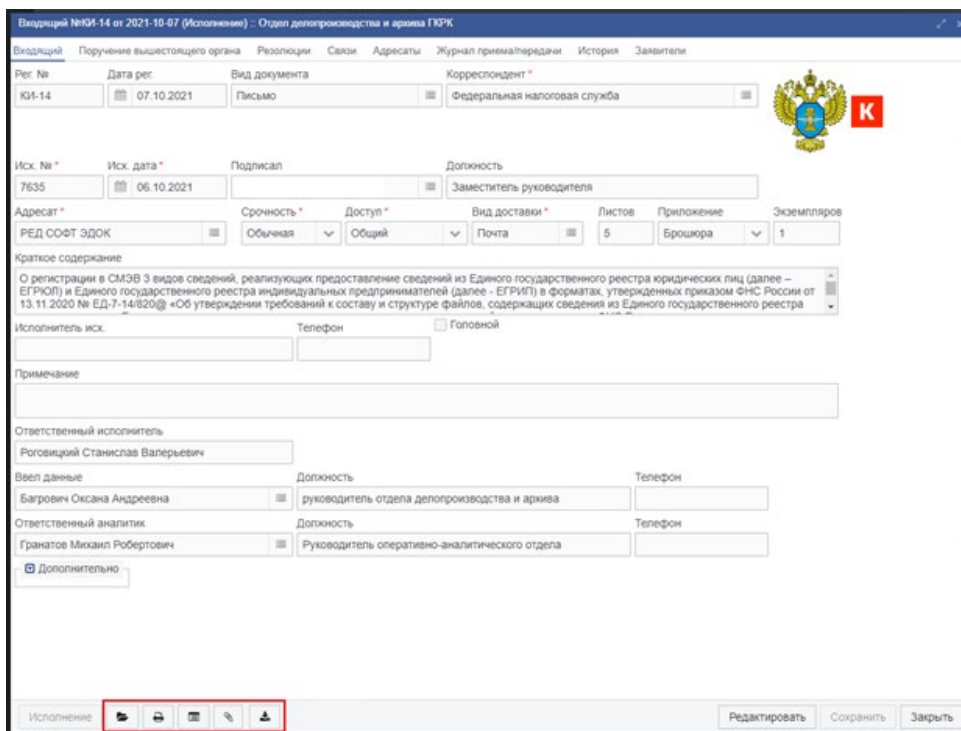 Входящий №КИ-14 от 2021-10-07 (Исполнение) :: Отдел делопроизводства и архива ГКРК
Входящий Поручение вышестоящего органа Резолюции Связи Адресаты Журнал приема/передачи История Заявители
Рег. № Дата рег. Вид документа Корреспондент *
КИ-14 07.10.2021 Письмо Федеральная налоговая служба
К
Исх. № * Исх. дата * Подписал Должность
7635 06.10.2021 Заместитель руководителя
Адресат * Срочность * Доступ * Вид доставки * Листов Приложение Экземпляров
РЕД СОФТ ЭДОК Обычная Общий Почта 5 Брошюра 1
Краткое содержание
О регистрации в СМЭВ 3 видов сведений, реализующих предоставление сведений из Единого государственного реестра юридических лиц (далее –
ЕГРЮЛ) и Единого государственного реестра индивидуальных предпринимателей (далее - ЕГРИП) в форматах, утвержденных приказом ФНС России от
13.11.2020 № ЕД-7-14/820@ «Об утверждении требований к составу и структуре файлов, содержащих сведения из Единого государственного реестра
Исполнитель исх. Телефон Головной
Примечание
Ответственный исполнитель
Роговицкий Станислав Валерьевич
Ввел данные Должность Телефон
Багрович Оксана Андреевна руководитель отдела делопроизводства и архива
Ответственный аналитик Должность Телефон
Гранатов Михаил Робертович Руководитель оперативно-аналитического отдела
Дополнительно
Исполнение Редактировать Сохранить Закрыть